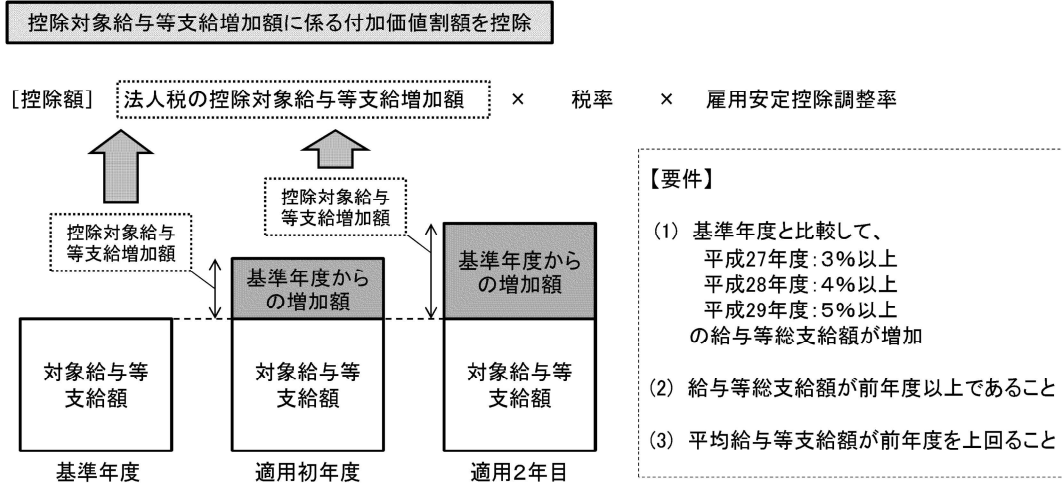 控除対象給与等支給増加額に係る付加価値割額を控除
[控除額] 法人税の控除対象給与等支給増加額 × 税率 × 雇用安定控除調整率
控除対象給与
等支給増加額
控除対象給与
等支給増加額
基準年度から
の増加額
基準年度から
の増加額
対象給与等
支給額
対象給与等
支給額
対象給与等
支給額
基準年度
適用初年度
適用2年目
【要件】
(1) 基準年度と比較して、
平成27年度:3%以上
平成28年度:4%以上
平成29年度:5%以上
の給与等総支給額が増加
(2) 給与等総支給額が前年度以上であること
(3) 平均給与等支給額が前年度を上回ること